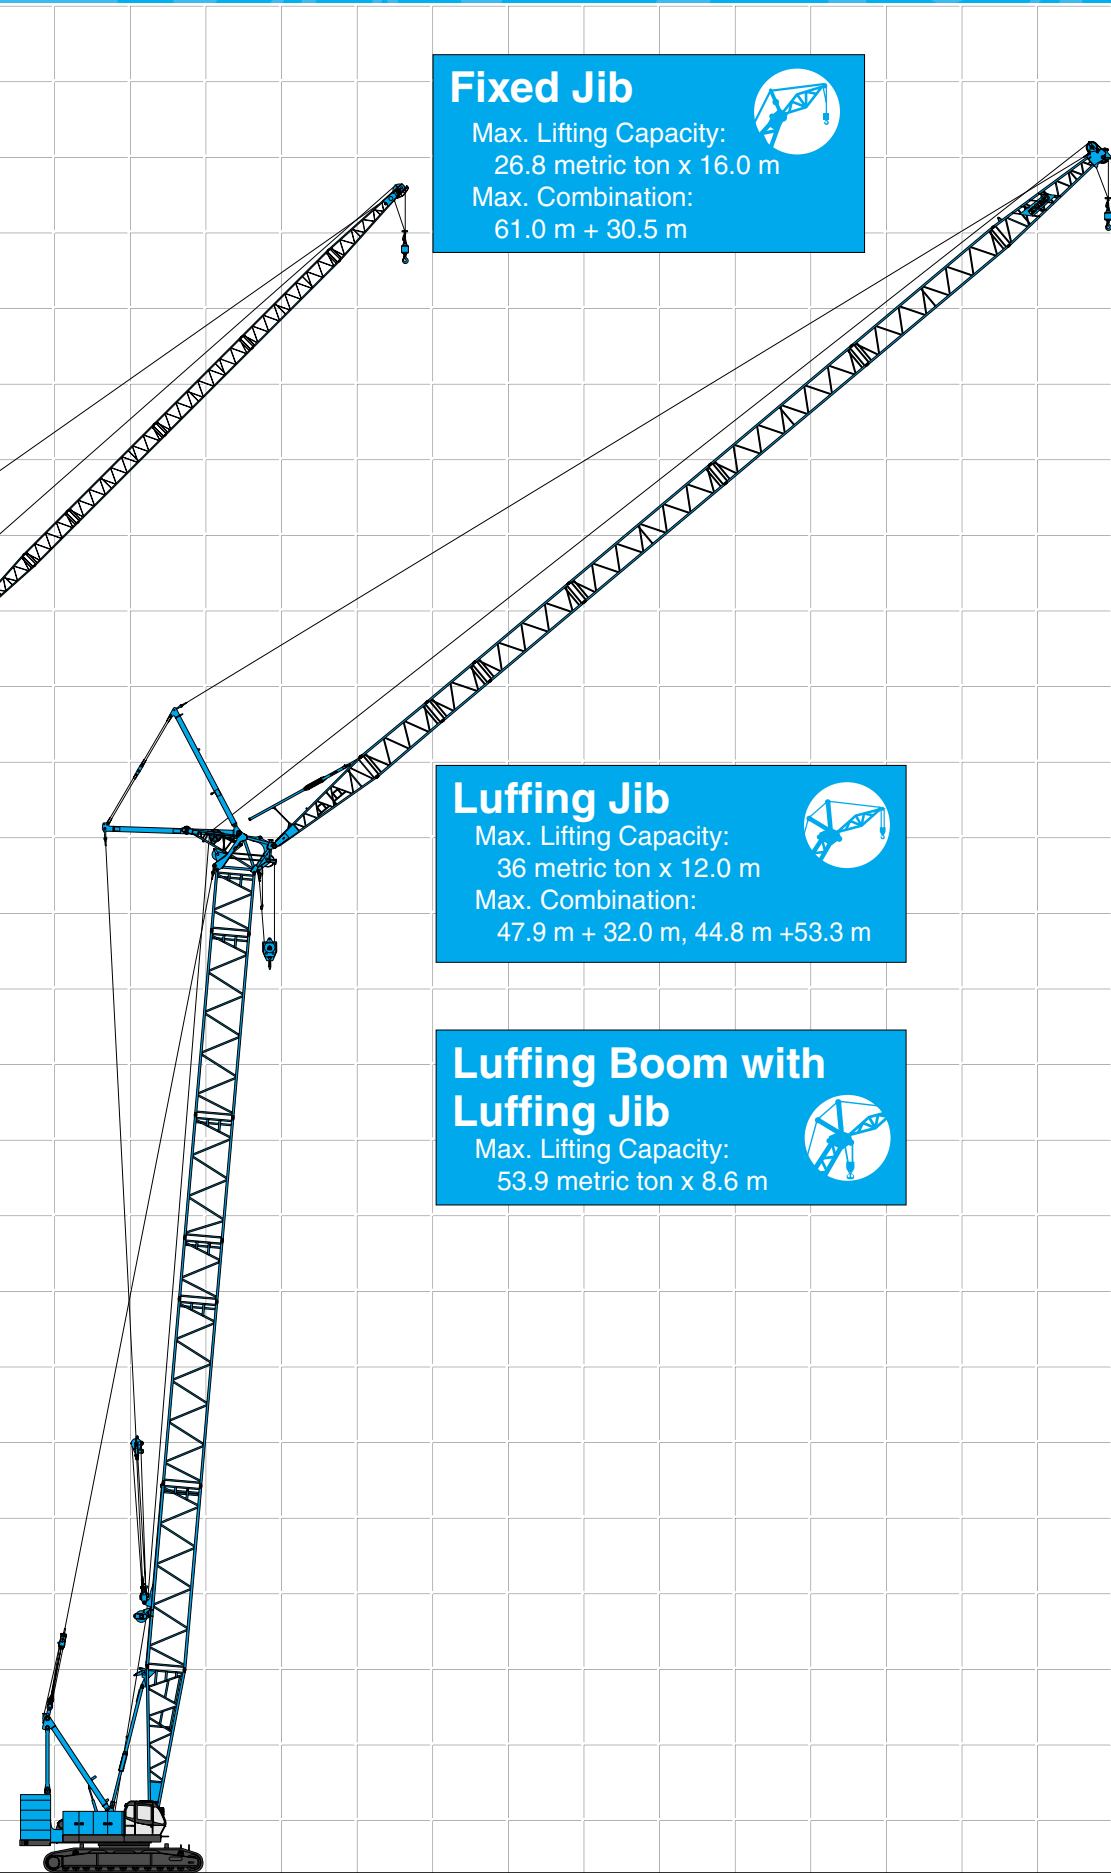 Fixed Jib
Max. Lifting Capacity:
26.8 metric ton x 16.0 m
Max. Combination:
61.0 m + 30.5 m
Luffing Jib
Max. Lifting Capacity:
36 metric ton x 12.0 m
Max. Combination:
47.9 m + 32.0 m, 44.8 m +53.3 m
Luffing Boom with
Luffing Jib
Max. Lifting Capacity:
53.9 metric ton x 8.6 m